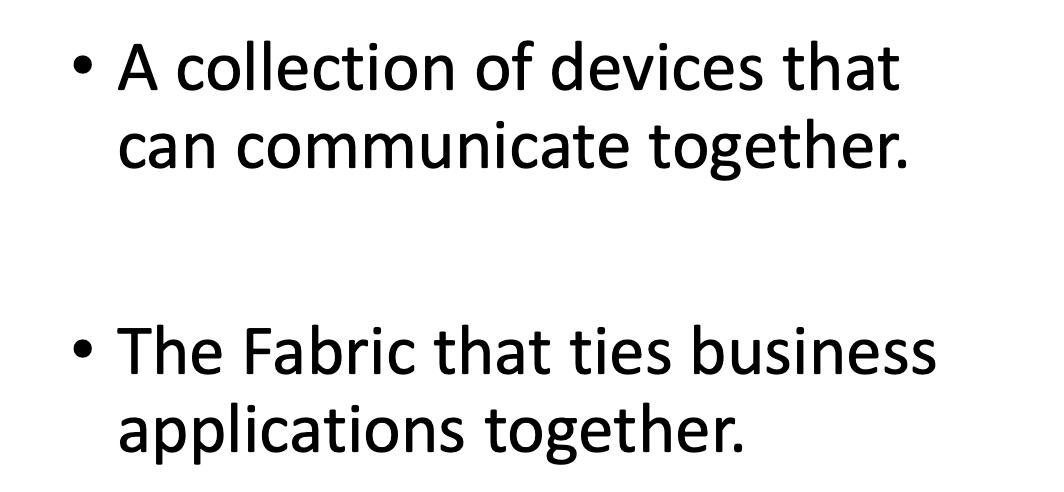 • A collection of devices that
can communicate together.
• The Fabric that ties business
applications together.